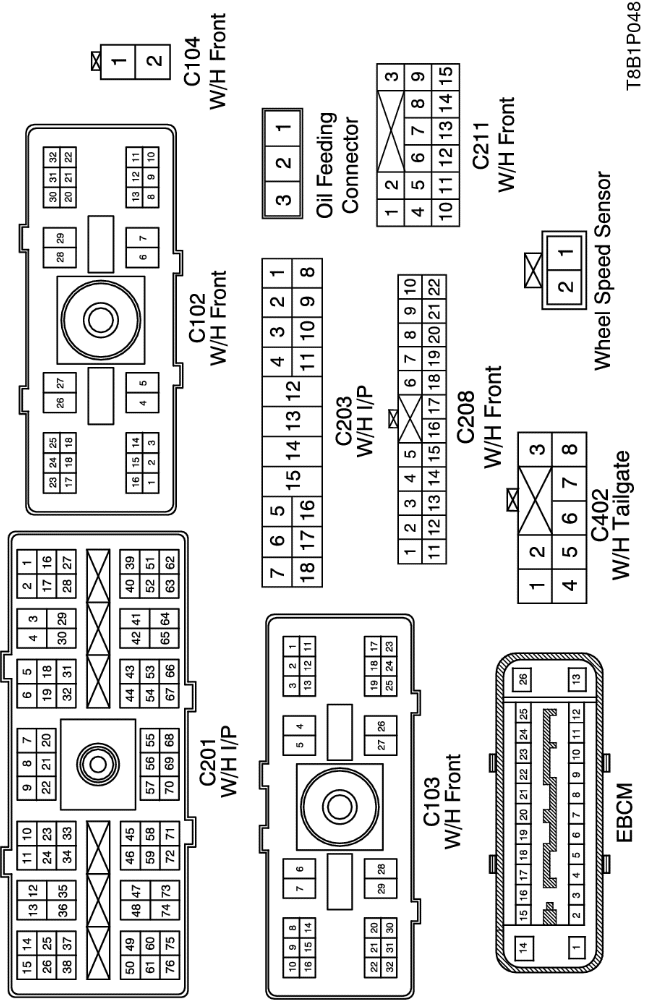 15 14 13 12 11 10 9 8 7 6 5 4 3 2 1
26 25 24 23 22 21 20 19 18 17 16
38 37 36 35 34 33 32 31 30 29 28 27
50 49 48 47 46 45 57 56 55 44 43 42 41 40 39
61 60 59 58 54 53 52 51
76 75 74 73 72 71 70 69 68 67 66 65 64 63 62
C201
W/H I/P
23 24 25 26 27 28 29 30 31 32
17 18 18 20 21 22
16 15 14 4 5 6 7 13 12 11
1 2 3 8 9 10
C102
W/H Front
1
2
C104
W/H Front
10 9 8 7 6 5 4 3 2 1
16 15 14 13 12 11
22 21 20 29 28 27 26 19 18 17
32 31 30 25 24 23
C103
W/H Front
7 6 5 15 14 13 12 4 3 2 1
18 17 16 11 10 9 8
C203
W/H I/P
3 2 1
Oil Feeding
Connector
1 2 3 4 5 6 7 8 9 10
11 12 13 14 15 16 17 18 19 20 21 22
C208
W/H Front
1 2 3
4 5 6 7 8 9
10 11 12 13 14 15
C211
W/H Front
14 15 16 17 18 19 20 21 22 23 24 25 26
1 2 3 4 5 6 7 8 9 10 11 12 13
EBCM
1 2 3
4 5 6 7 8
C402
W/H Tailgate
2 1
Wheel Speed Sensor
T8B1P048